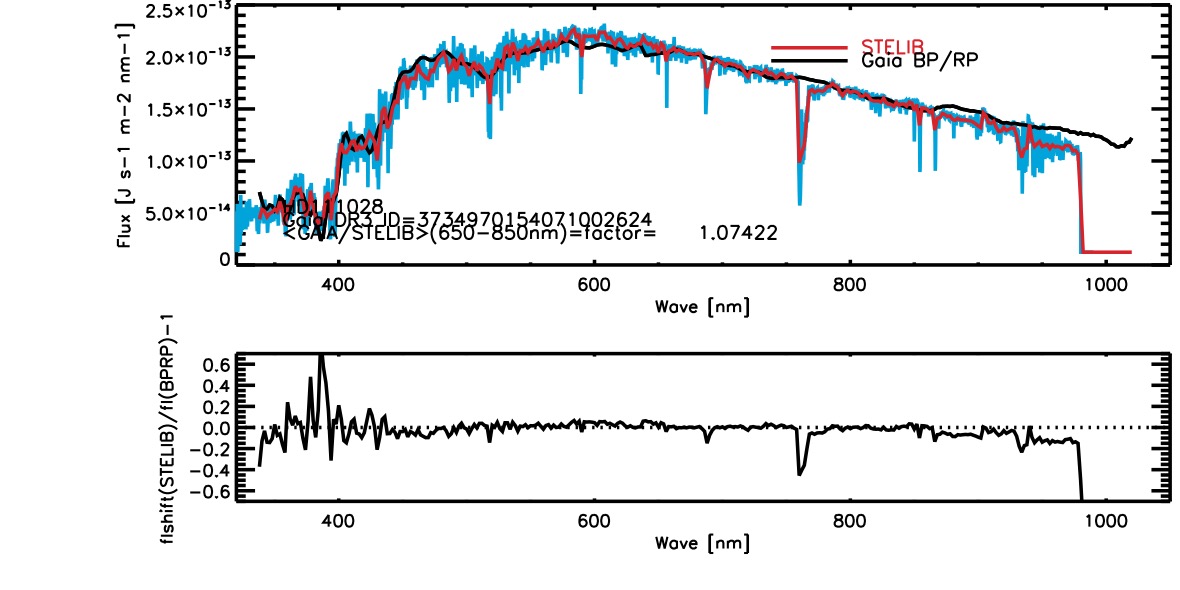 2.5×10⁻¹³
2.0×10⁻¹³
1.5×10⁻¹³
1.0×10⁻¹³
5.0×10⁻¹⁴
0
Flux [J s-1 m-2 nm-1]
STELIB
Gaia BP/RP
Gaia DR3 ID=3734970154071002624
<GAIA/STELIB>(650-850nm)=factor= 1.07422
400 600 800 1000
Wave [nm]
flshift(STELIB)/fl(BPRP)-1
0.6
0.4
0.2
0.0
-0.2
-0.4
-0.6
400 600 800 1000
Wave [nm]